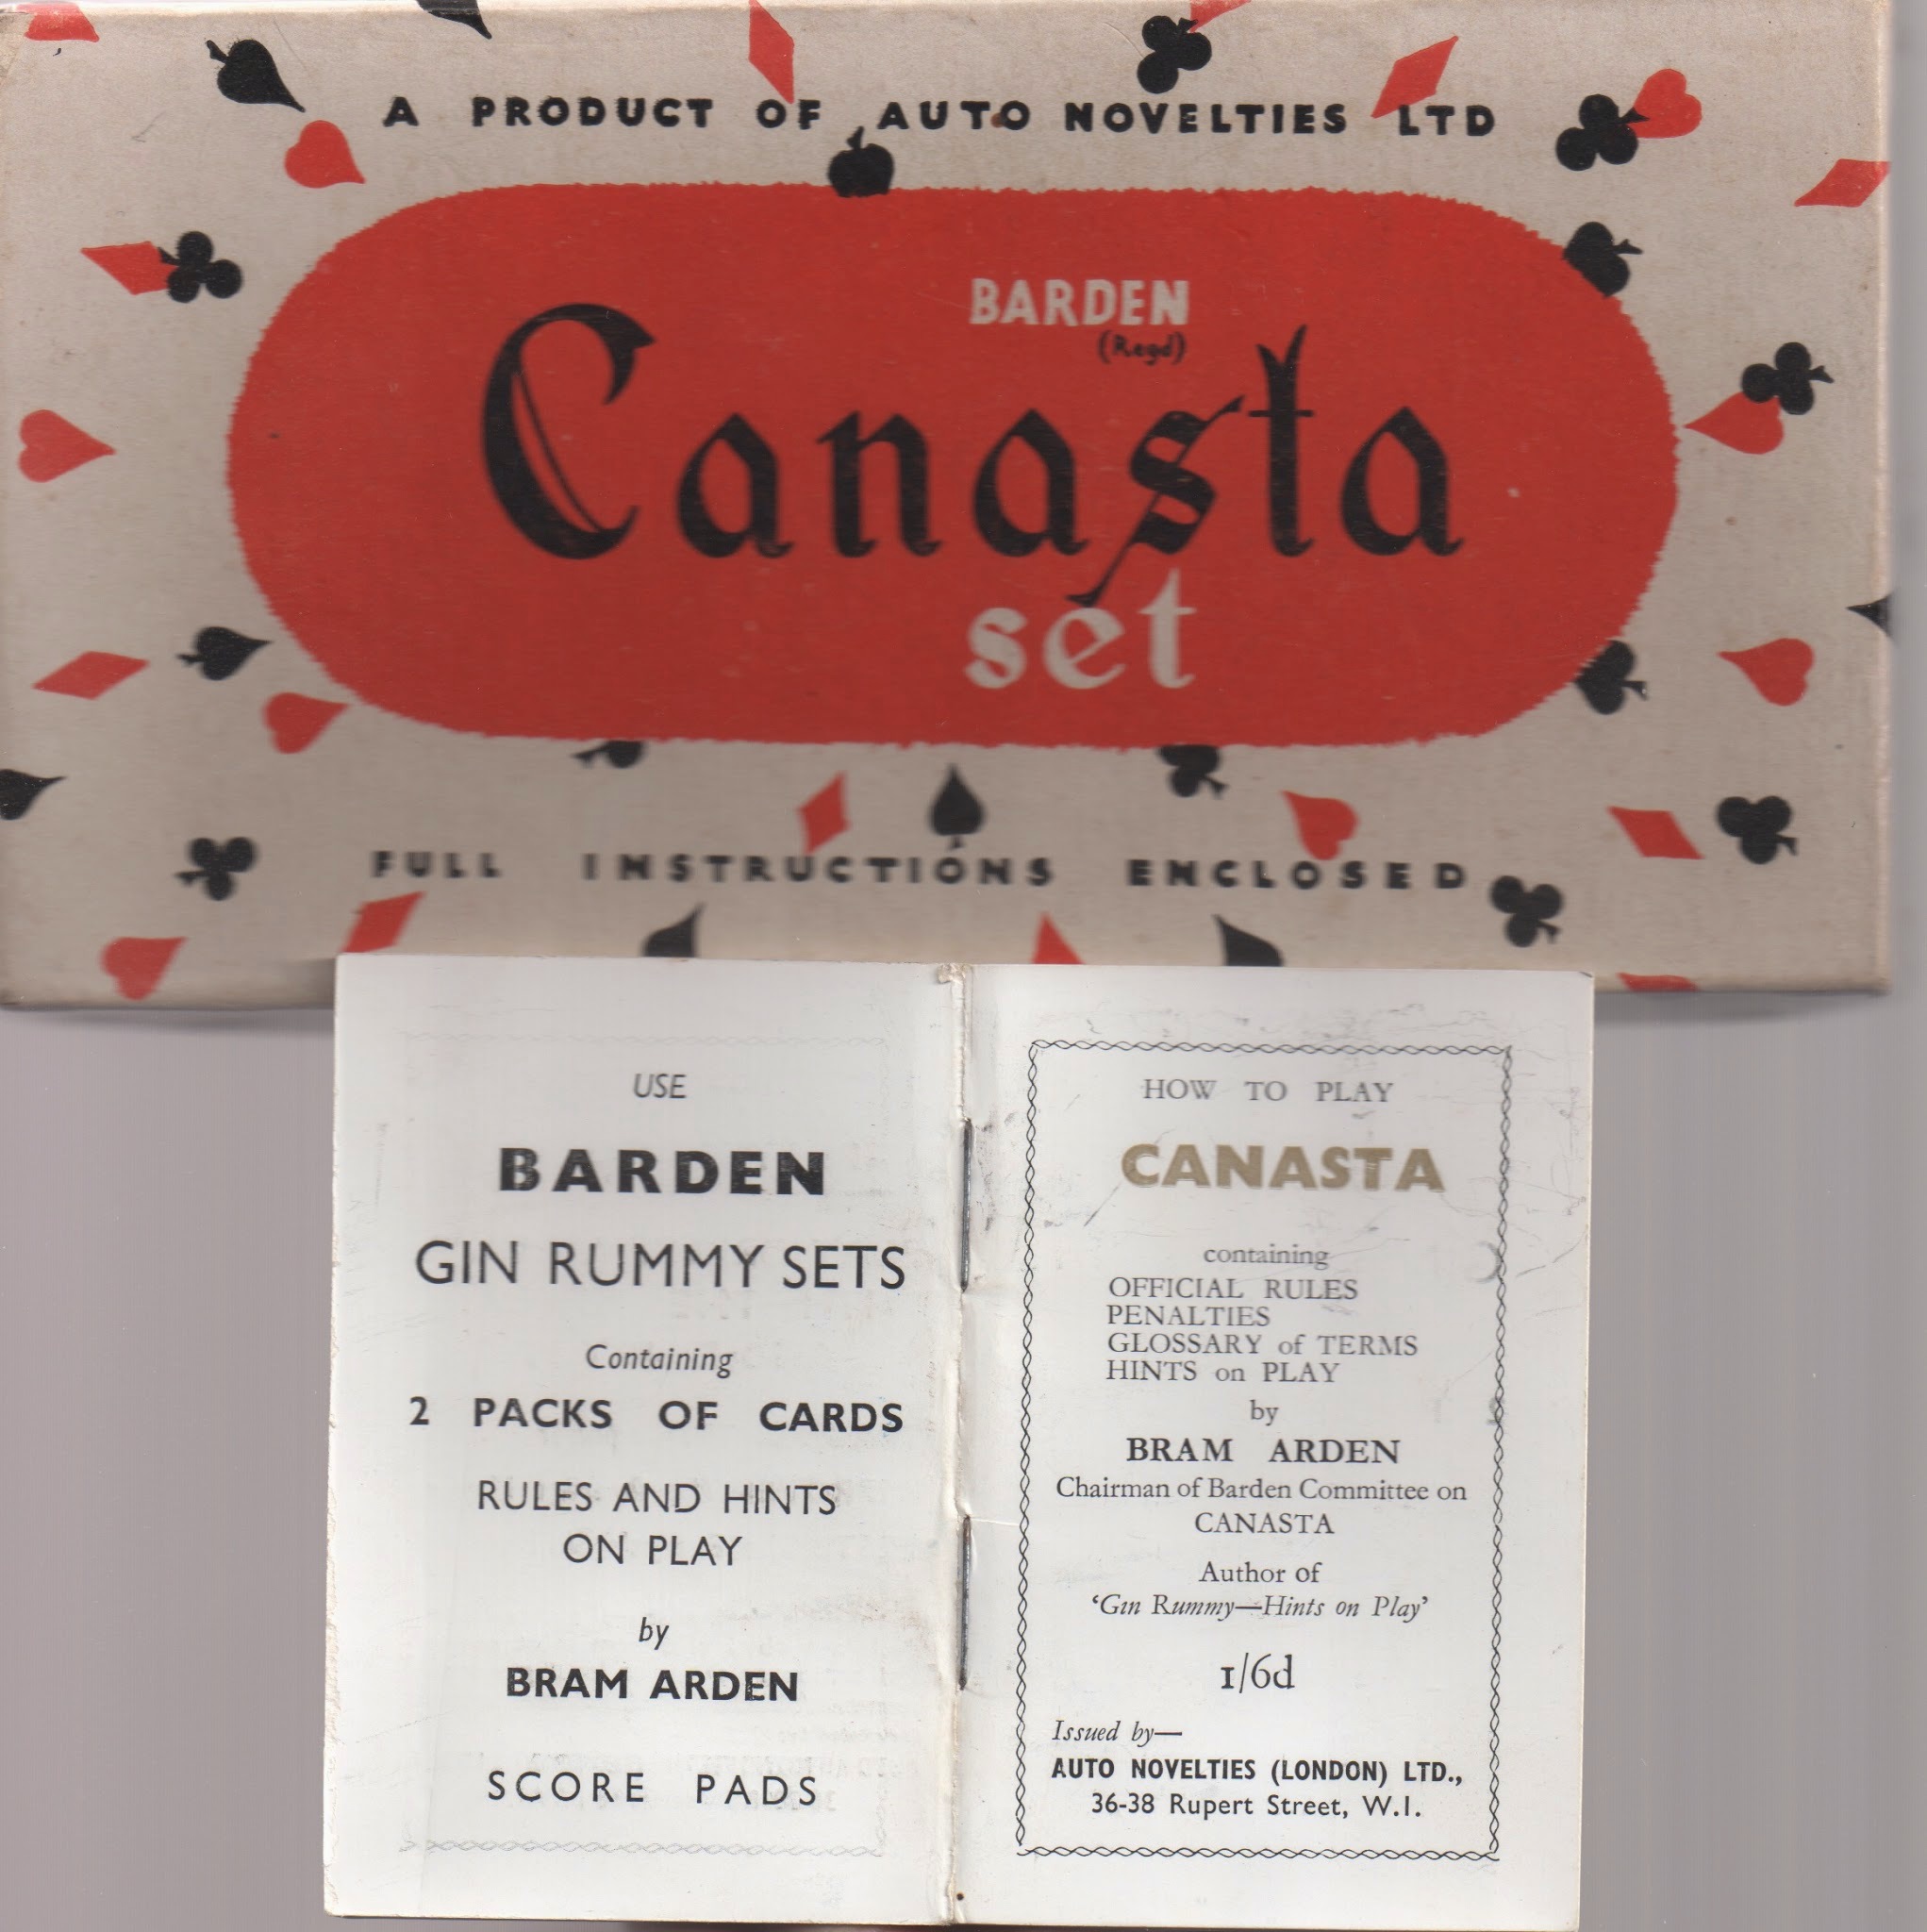 A PRODUCT OF AUTO NOVELTIES LTD
BARDEN
(Regd)
Canasta
set
FULL INSTRUCTIONS ENCLOSED
USE
BARDEN
GIN RUMMY SETS
Containing
2 PACKS OF CARDS
RULES AND HINTS
ON PLAY
by
BRAM ARDEN
SCORE PADS
HOW TO PLAY
CANASTA
containing
OFFICIAL RULES
PENALTIES
GLOSSARY of TERMS
HINTS on PLAY
by
BRAM ARDEN
Chairman of Barden Committee on
CANASTA
Author of
‘Gin Rummy—Hints on Play’
1/6d
Issued by—
AUTO NOVELTIES (LONDON) LTD.,
36-38 Rupert Street, W.1.